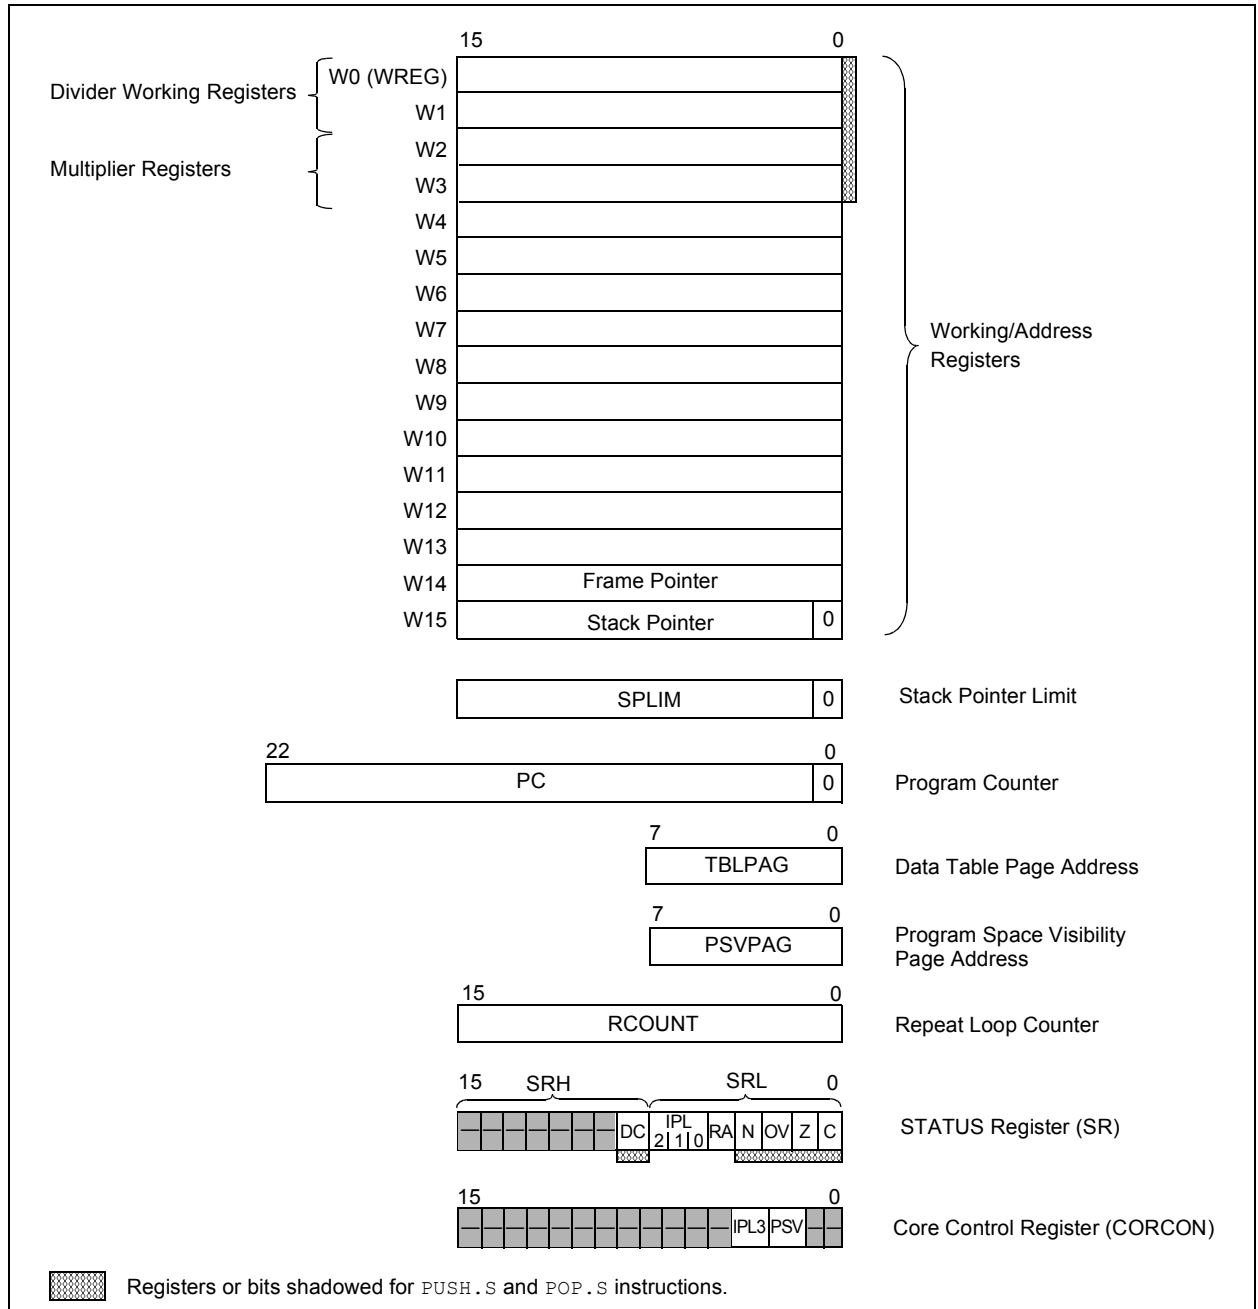 15 0
Divider Working Registers
W0 (WREG)
W1
Multiplier Registers
W2
W3
W4
W5
W6
W7
W8
W9
W10
W11
W12
W13
W14 Frame Pointer
W15 Stack Pointer 0
Working/Address
Registers
SPLIM 0 Stack Pointer Limit
22 0
PC 0 Program Counter
7 0
TBLPAG Data Table Page Address
7 0
PSVPAG Program Space Visibility
Page Address
15 0
RCOUNT Repeat Loop Counter
15 SRH SRL 0
— — — — — — — DC IPL 2 1 0 RA N OV Z C STATUS Register (SR)
15 0
— — — — — — — — — — — — IPL3 PSV — — Core Control Register (CORCON)
Registers or bits shadowed for PUSH.S and POP.S instructions.